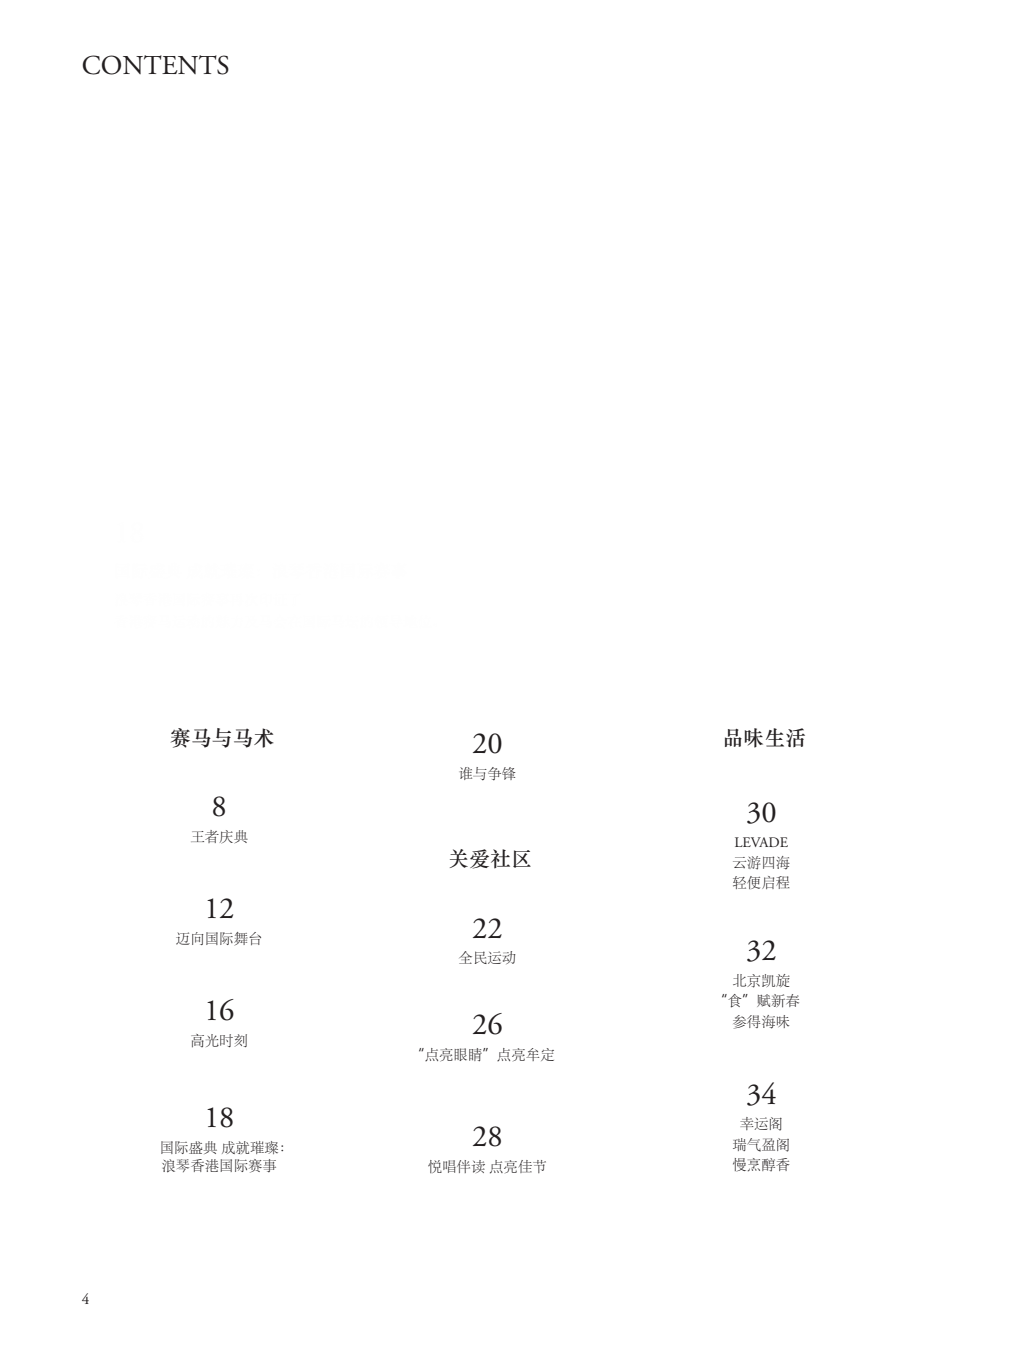 CONTENTS
赛马与马术
8
王者庆典
12
迈向国际舞台
16
高光时刻
18
国际盛典 成就璀璨：
浪琴香港国际赛事
20
谁与争锋
关爱社区
22
全民运动
26
“点亮眼睛”点亮牟定
28
悦唱伴读 点亮佳节
品味生活
30
LEVADE
云游四海
轻便启程
32
北京凯旋
“食”赋新春
参得海味
34
幸运阁
瑞气盈阁
慢烹醇香
4